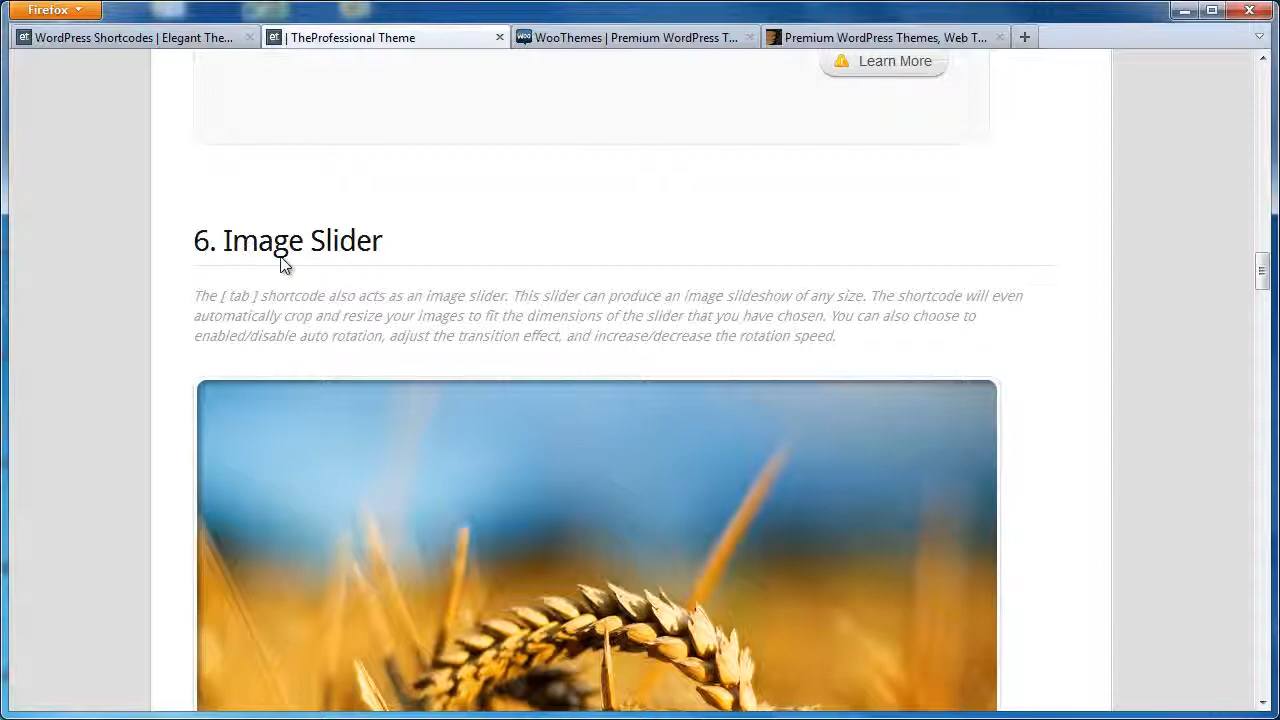 Firefox
WordPress Shortcodes | Elegant The...
| TheProfessional Theme
WooThemes | Premium WordPress T...
Premium WordPress Themes, Web T...
Learn More
6. Image Slider
The [ tab ] shortcode also acts as an image slider. This slider can produce an image slideshow of any size. The shortcode will even
automatically crop and resize your images to fit the dimensions of the slider that you have chosen. You can also choose to
enabled/disable auto rotation, adjust the transition effect, and increase/decrease the rotation speed.